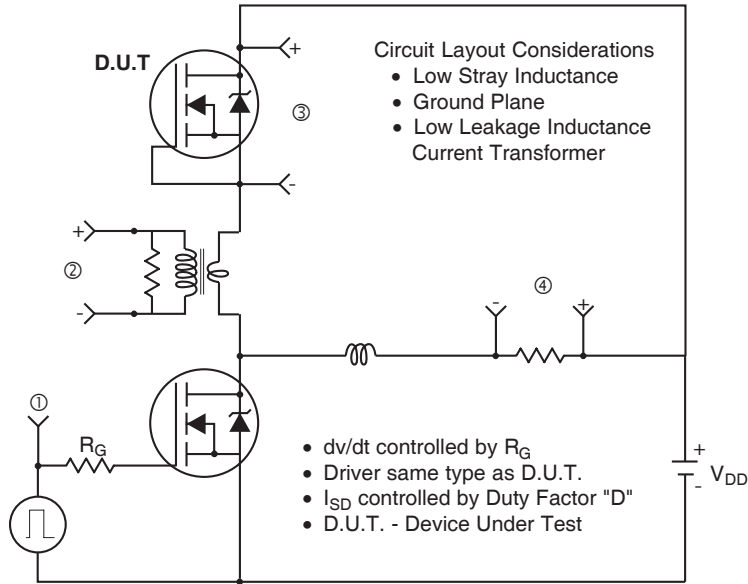 D.U.T
+
③
-
Circuit Layout Considerations
• Low Stray Inductance
• Ground Plane
• Low Leakage Inductance
Current Transformer
+
②
-
④
- +
①
R_G
• dv/dt controlled by R_G
• Driver same type as D.U.T.
• I_SD controlled by Duty Factor "D"
• D.U.T. - Device Under Test
+
V_DD
-